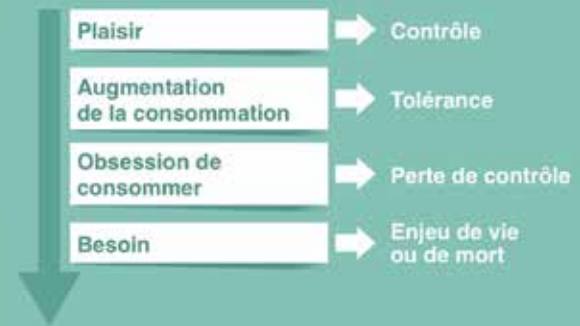 Plaisir
Contrôle
Augmentation
de la consommation
Tolérance
Obsession de
consommer
Perte de contrôle
Besoin
Enjeu de vie
ou de mort